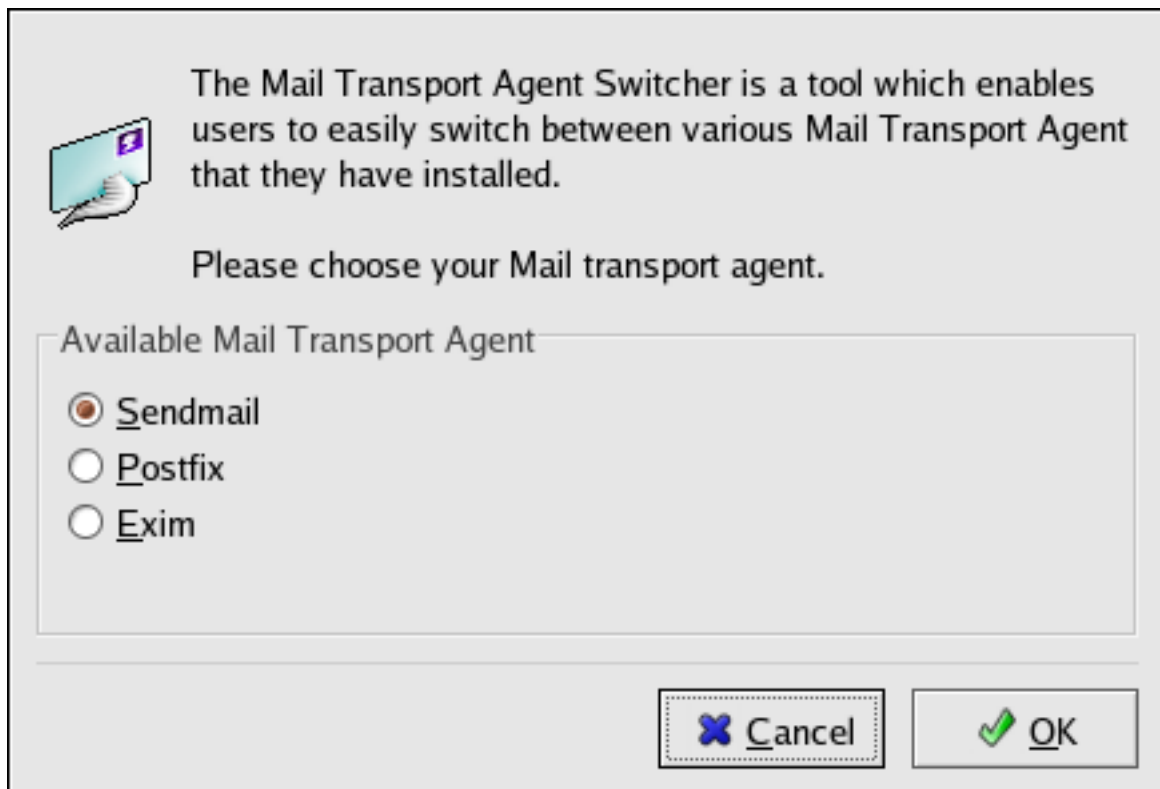 The Mail Transport Agent Switcher is a tool which enables
users to easily switch between various Mail Transport Agent
that they have installed.
Please choose your Mail transport agent.
Available Mail Transport Agent
Sendmail
Postfix
Exim
Cancel
OK